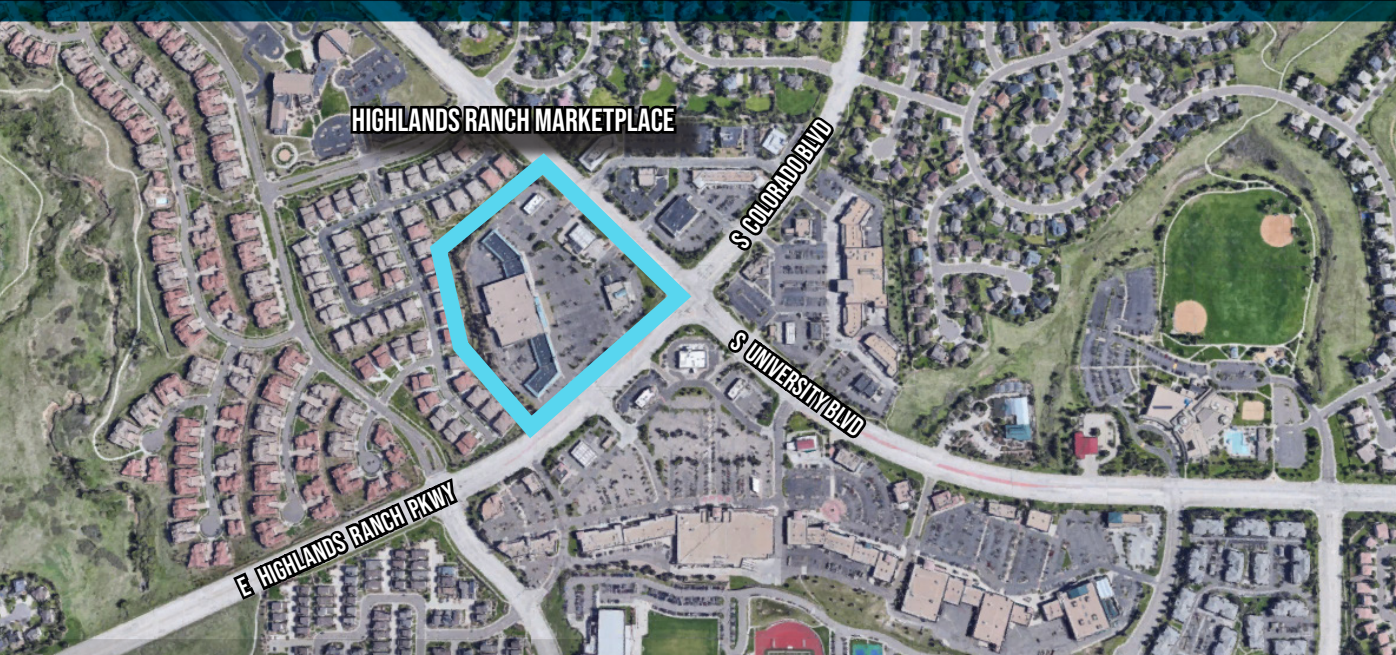 HIGHLANDS RANCH MARKETPLACE
S COLORADO BLVD
S UNIVERSITY BLVD
E HIGHLANDS RANCH PKWY